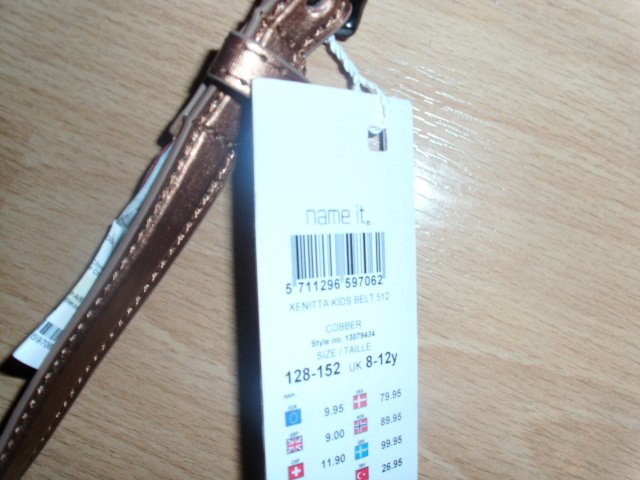 name it.
5 711296 597062
XENITTA KIDS BELT 512
COBBER
Style no. 13079434
SIZE / TAILLE
128-152 UK 8-12y
9.95 79.95
9.00 89.95
11.90 99.95
26.95